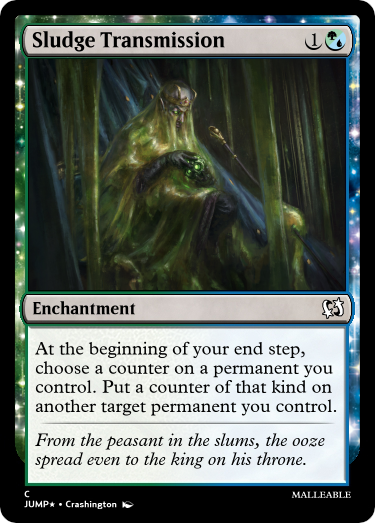 Sludge Transmission 1
Enchantment
At the beginning of your end step,
choose a counter on a permanent you
control. Put a counter of that kind on
another target permanent you control.
From the peasant in the slums, the ooze
spread even to the king on his throne.
C
JUMP★ • Crashington
MALLEABLE